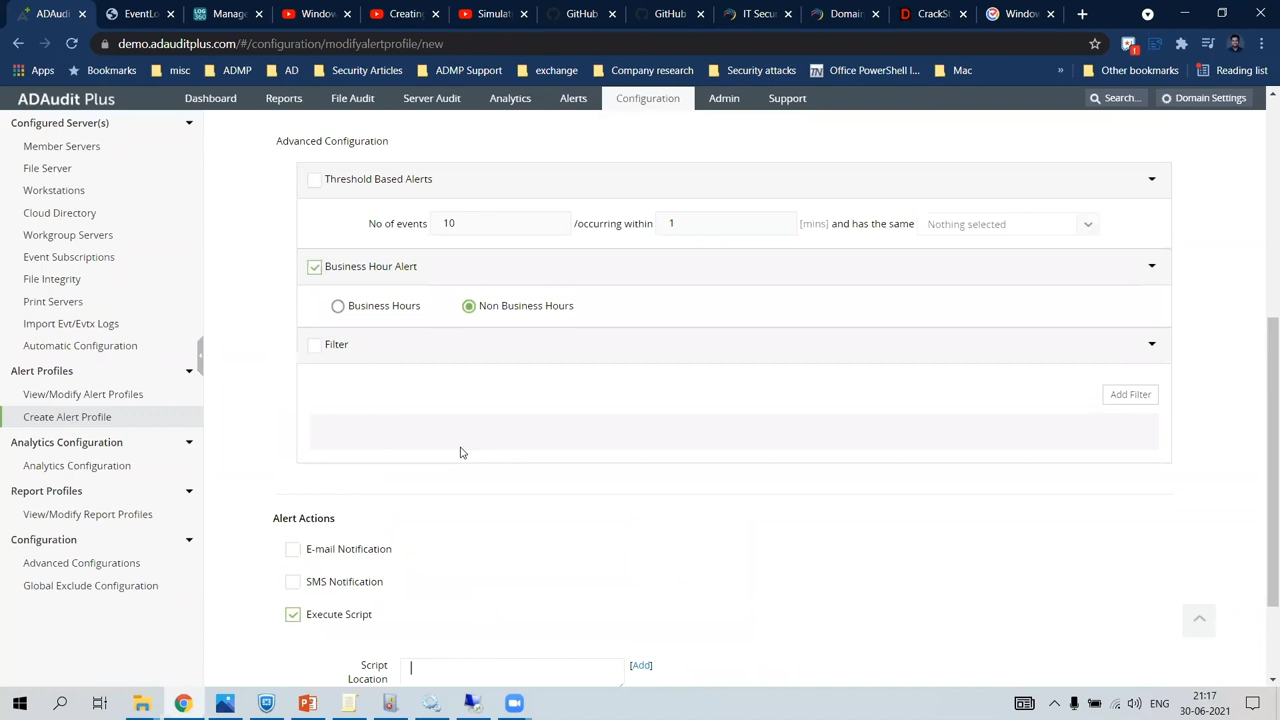 ADAudit Plus
EventLo
Manage
Window
Creating
Simulat
GitHub
GitHub
IT Secu
Domain
CrackSt
Window
demo.adauditplus.com/#/configuration/modifyalertprofile/new
Apps
Bookmarks
misc
ADMP
AD
Security Articles
ADMP Support
exchange
Company research
Security attacks
Office PowerShell l...
Mac
»
Other bookmarks
Reading list
ADAudit Plus
Dashboard
Reports
File Audit
Server Audit
Analytics
Alerts
Configuration
Admin
Support
Search...
Domain Settings
Configured Server(s)
Member Servers
File Server
Workstations
Cloud Directory
Workgroup Servers
Event Subscriptions
File Integrity
Print Servers
Import Evt/Evtx Logs
Automatic Configuration
Alert Profiles
View/Modify Alert Profiles
Create Alert Profile
Analytics Configuration
Analytics Configuration
Report Profiles
View/Modify Report Profiles
Configuration
Advanced Configurations
Global Exclude Configuration
Advanced Configuration
Threshold Based Alerts
No of events 10 /occurring within 1 [mins] and has the same Nothing selected
Business Hour Alert
Business Hours Non Business Hours
Filter
Add Filter
Alert Actions
E-mail Notification
SMS Notification
Execute Script
Script
Location
[Add]
ENG
21:17
30-06-2021